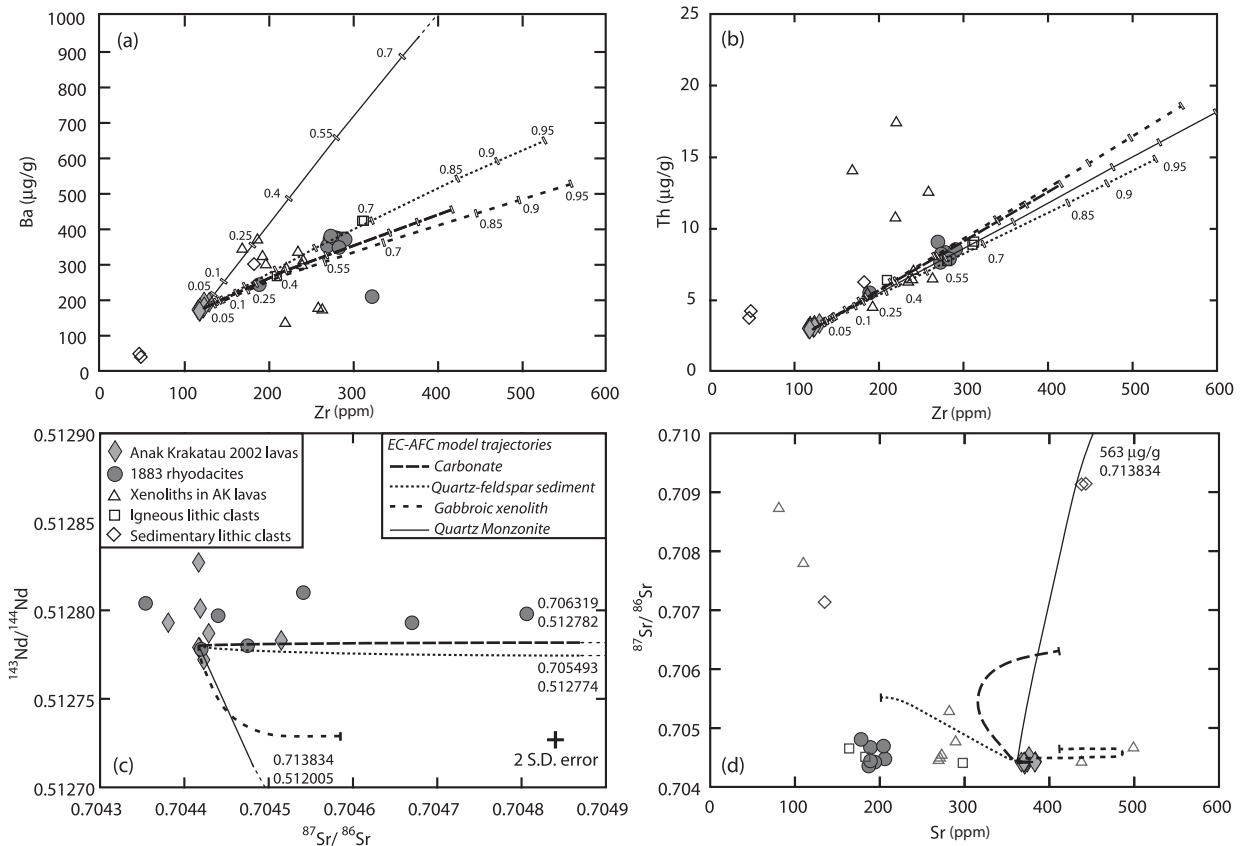 (a)
1000
900
800
700
600
500
400
300
200
100
0
Ba (µg/g)
0.7
0.55
0.4
0.25
0.1
0.05
0.95
0.9
0.85
0.7
0.95
0.9
0.85
0.7
0.55
0.4
0.25
0.1
0.05
0 100 200 300 400 500 600
Zr (ppm)
(b)
25
20
15
10
5
0
Th (µg/g)
0.95
0.9
0.85
0.7
0.55
0.4
0.25
0.1
0.05
0 100 200 300 400 500 600
Zr (ppm)
0.51290
0.51285
0.51280
0.51275
0.51270
143Nd/144Nd
Anak Krakatau 2002 lavas
1883 rhyodacites
Xenoliths in AK lavas
Igneous lithic clasts
Sedimentary lithic clasts
EC-AFC model trajectories
Carbonate
Quartz-feldspar sediment
Gabbroic xenolith
Quartz Monzonite
0.706319
0.512782
0.705493
0.512774
0.713834
0.512005
2 S.D. error
(c)
0.7043 0.7044 0.7045 0.7046 0.7047 0.7048 0.7049
87Sr/ 86Sr
0.710
0.709
0.708
0.707
0.706
0.705
0.704
87Sr/ 86Sr
563 µg/g
0.713834
(d)
0 100 200 300 400 500 600
Sr (ppm)